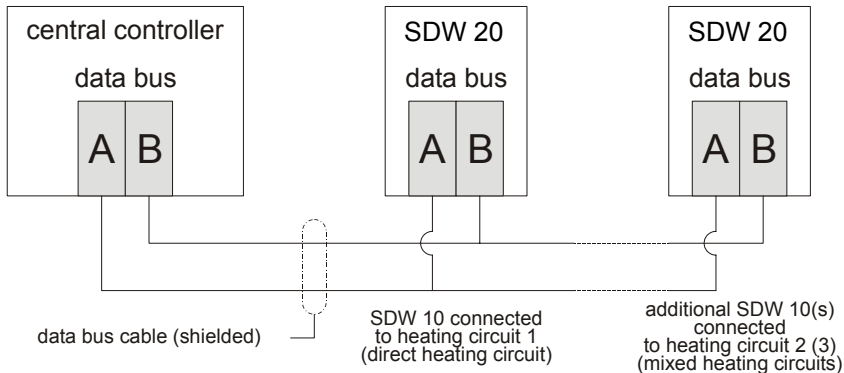 central controller
data bus
A B
SDW 20
data bus
A B
SDW 20
data bus
A B
data bus cable (shielded)
SDW 10 connected
to heating circuit 1
(direct heating circuit)
additional SDW 10(s)
connected
to heating circuit 2 (3)
(mixed heating circuits)